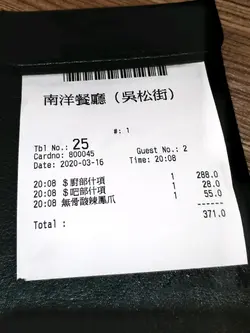 南洋餐廳 (吳松街)
#: 1
Tbl No.: 25
Cardno: 800045 Guest No.: 2
Date: 2020-03-16 Time: 20:08
20:08 $廚部什項 1 288.0
20:08 $吧部什項 1 28.0
20:08 無骨酸辣鳳爪 1 55.0
------
Total : 371.0